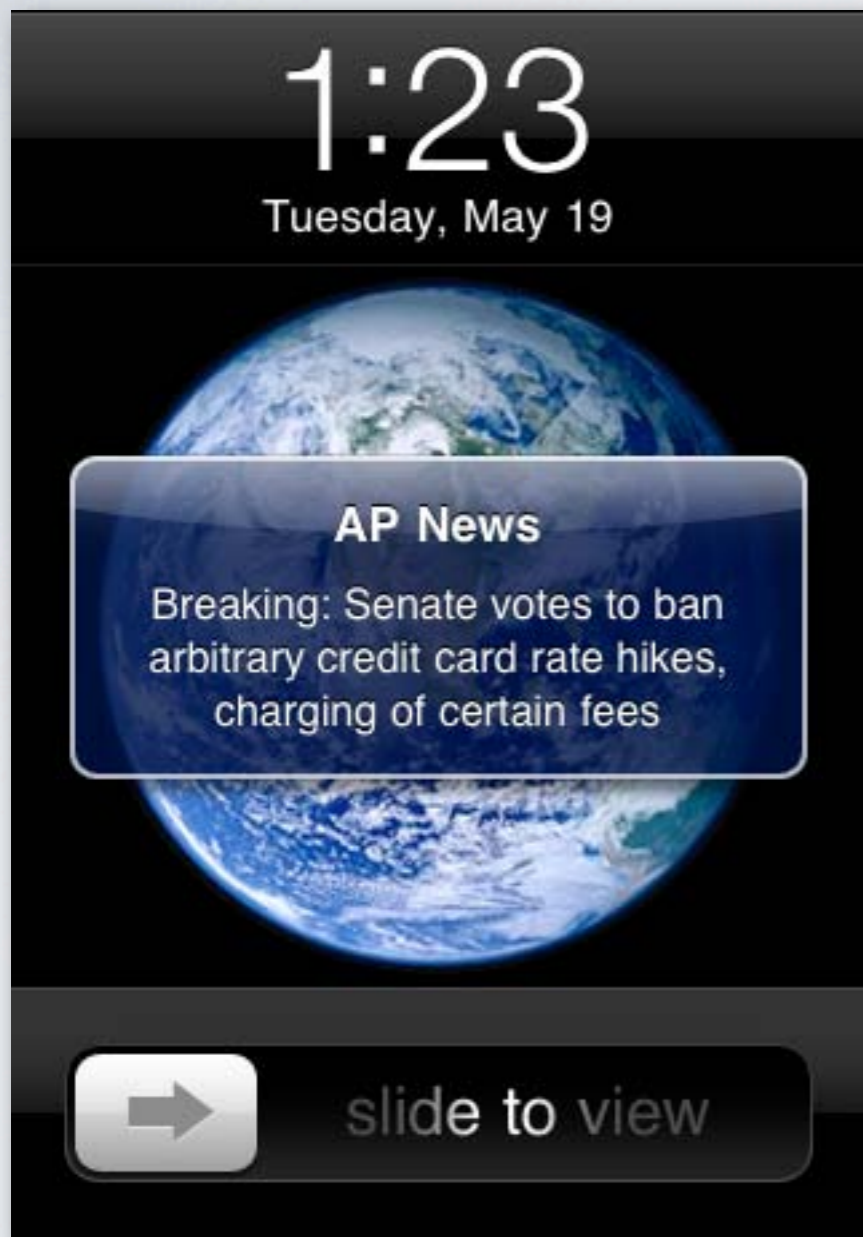 1:23
Tuesday, May 19
AP News
Breaking: Senate votes to ban
arbitrary credit card rate hikes,
charging of certain fees
slide to view